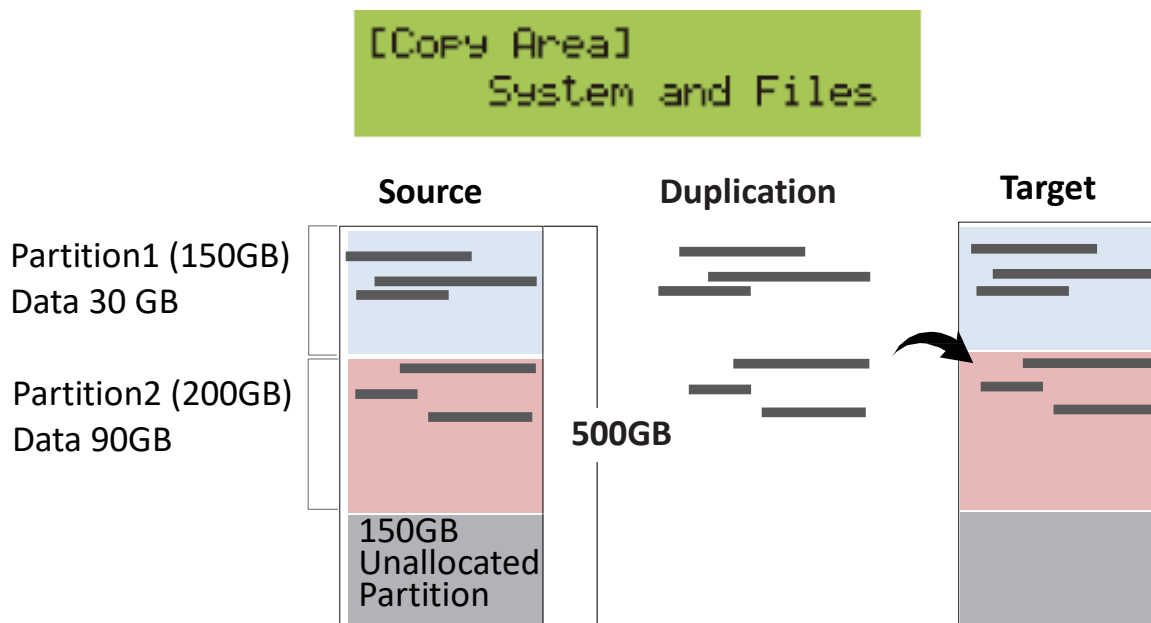 [Copy Area]
System and Files
Source
Duplication
Target
Partition1 (150GB)
Data 30 GB
Partition2 (200GB)
Data 90GB
500GB
150GB
Unallocated
Partition